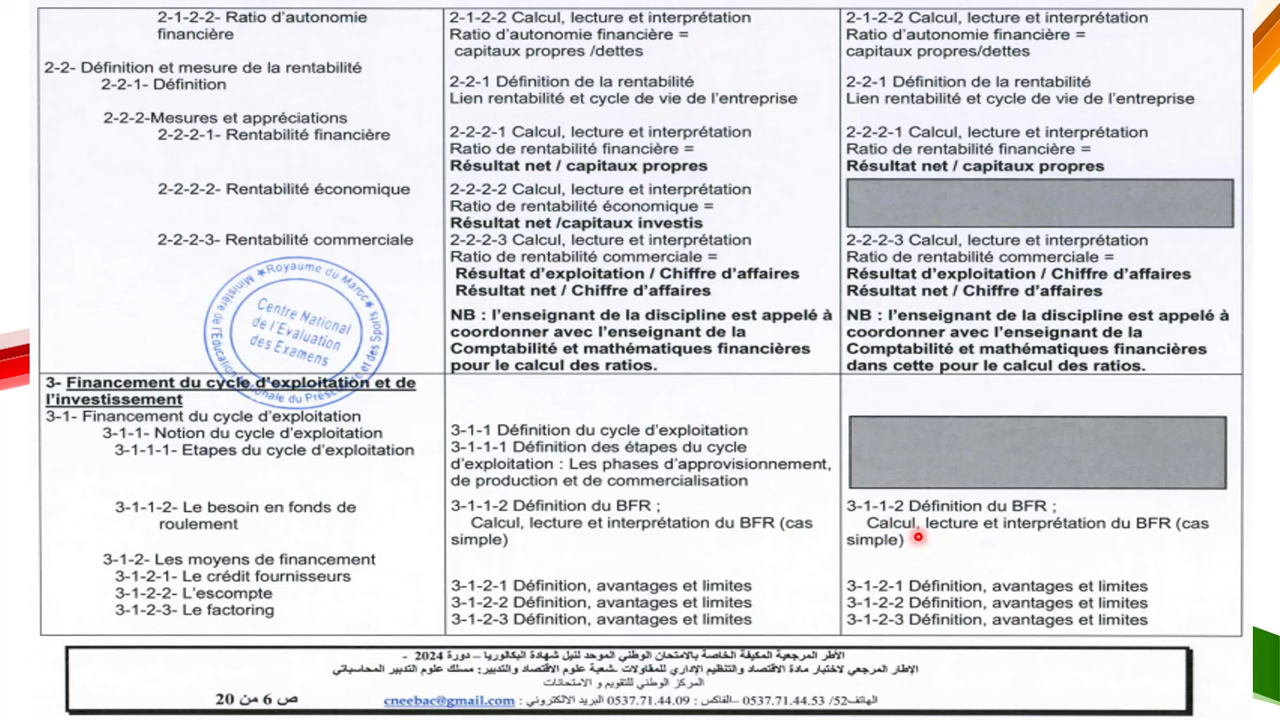 2-1-2-2- Ratio d'autonomie
financière
2-2- Définition et mesure de la rentabilité
2-2-1- Définition
2-2-2-Mesures et appréciations
2-2-2-1- Rentabilité financière
2-2-2-2- Rentabilité économique
2-2-2-3- Rentabilité commerciale
2-1-2-2 Calcul, lecture et interprétation
Ratio d'autonomie financière =
capitaux propres /dettes
2-2-1 Définition de la rentabilité
Lien rentabilité et cycle de vie de l'entreprise
2-2-2-1 Calcul, lecture et interprétation
Ratio de rentabilité financière =
Résultat net / capitaux propres
2-2-2-2 Calcul, lecture et interprétation
Ratio de rentabilité économique =
Résultat net /capitaux investis
2-2-2-3 Calcul, lecture et interprétation
Ratio de rentabilité commerciale =
Résultat d'exploitation / Chiffre d'affaires
Résultat net / Chiffre d'affaires
NB : l'enseignant de la discipline est appelé à
coordonner avec l'enseignant de la
Comptabilité et mathématiques financières
pour le calcul des ratios.
2-1-2-2 Calcul, lecture et interprétation
Ratio d'autonomie financière =
capitaux propres/dettes
2-2-1 Définition de la rentabilité
Lien rentabilité et cycle de vie de l'entreprise
2-2-2-1 Calcul, lecture et interprétation
Ratio de rentabilité financière =
Résultat net / capitaux propres
2-2-2-3 Calcul, lecture et interprétation
Ratio de rentabilité commerciale =
Résultat d'exploitation / Chiffre d'affaires
Résultat net / Chiffre d'affaires
NB : l'enseignant de la discipline est appelé à
coordonner avec l'enseignant de la
Comptabilité et mathématiques financières
dans cette pour le calcul des ratios.
Royaume du Maroc
Centre National
de l'Evaluation
des Examens
3- Financement du cycle d'exploitation et de
l'investissement
3-1- Financement du cycle d'exploitation
3-1-1- Notion du cycle d'exploitation
3-1-1-1- Etapes du cycle d'exploitation
3-1-1-2- Le besoin en fonds de
roulement
3-1-2- Les moyens de financement
3-1-2-1- Le crédit fournisseurs
3-1-2-2- L'escompte
3-1-2-3- Le factoring
3-1-1 Définition du cycle d'exploitation
3-1-1-1 Définition des étapes du cycle
d'exploitation : Les phases d'approvisionnement,
de production et de commercialisation
3-1-1-2 Définition du BFR ;
Calcul, lecture et interprétation du BFR (cas
simple)
3-1-2-1 Définition, avantages et limites
3-1-2-2 Définition, avantages et limites
3-1-2-3 Définition, avantages et limites
3-1-1-2 Définition du BFR ;
Calcul, lecture et interprétation du BFR (cas
simple)
3-1-2-1 Définition, avantages et limites
3-1-2-2 Définition, avantages et limites
3-1-2-3 Définition, avantages et limites
الأطر المرجعية المكيفة الخاصة بالامتحان الوطني الموحد لنيل شهادة البكالوريا – دورة 2024 -
الإطار المرجعي لاختبار مادة الاقتصاد والتنظيم الإداري للمقاولات -شعبة علوم الاقتصاد والتدبير: مسلك علوم التدبير المحاسباتي
المركز الوطني للتقويم و الامتحانات
الهاتف52/ 0537.71.44.53 –الفاكس : 0537.71.44.09 البريد الالكتروني : cneebac@gmail.com
ص 6 من 20